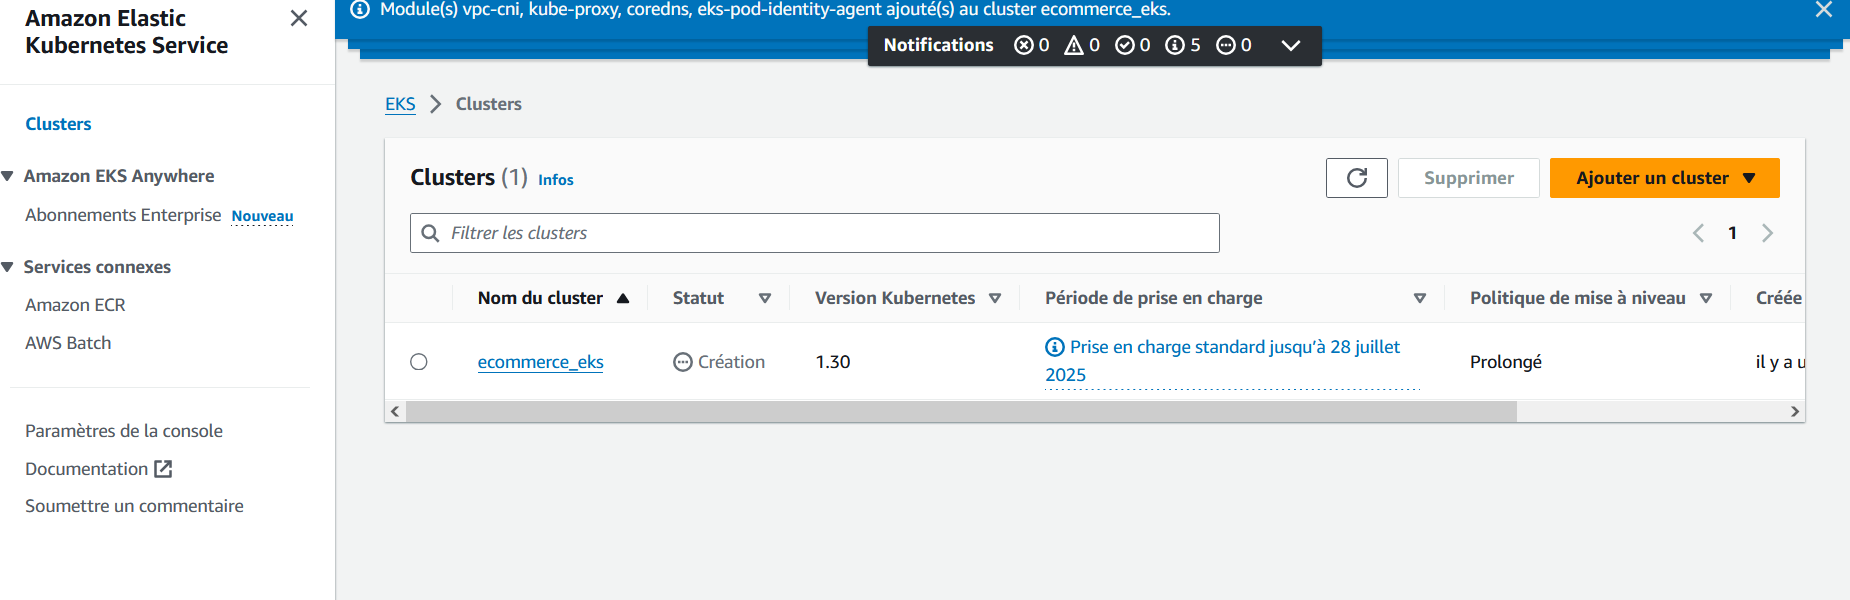 Amazon Elastic
Kubernetes Service
Clusters
Amazon EKS Anywhere
Abonnements Enterprise Nouveau
Services connexes
Amazon ECR
AWS Batch
Paramètres de la console
Documentation
Soumettre un commentaire
Module(s) vpc-cni, kube-proxy, coredns, eks-pod-identity-agent ajouté(s) au cluster ecommerce_eks.
Notifications 0 0 0 5 0
EKS Clusters
Clusters (1) Infos
Supprimer
Ajouter un cluster
Filtrer les clusters
1
Nom du cluster Statut Version Kubernetes Période de prise en charge Politique de mise à niveau Créée
ecommerce_eks Création 1.30 Prise en charge standard jusqu’à 28 juillet
2025
Prolongé il y a u